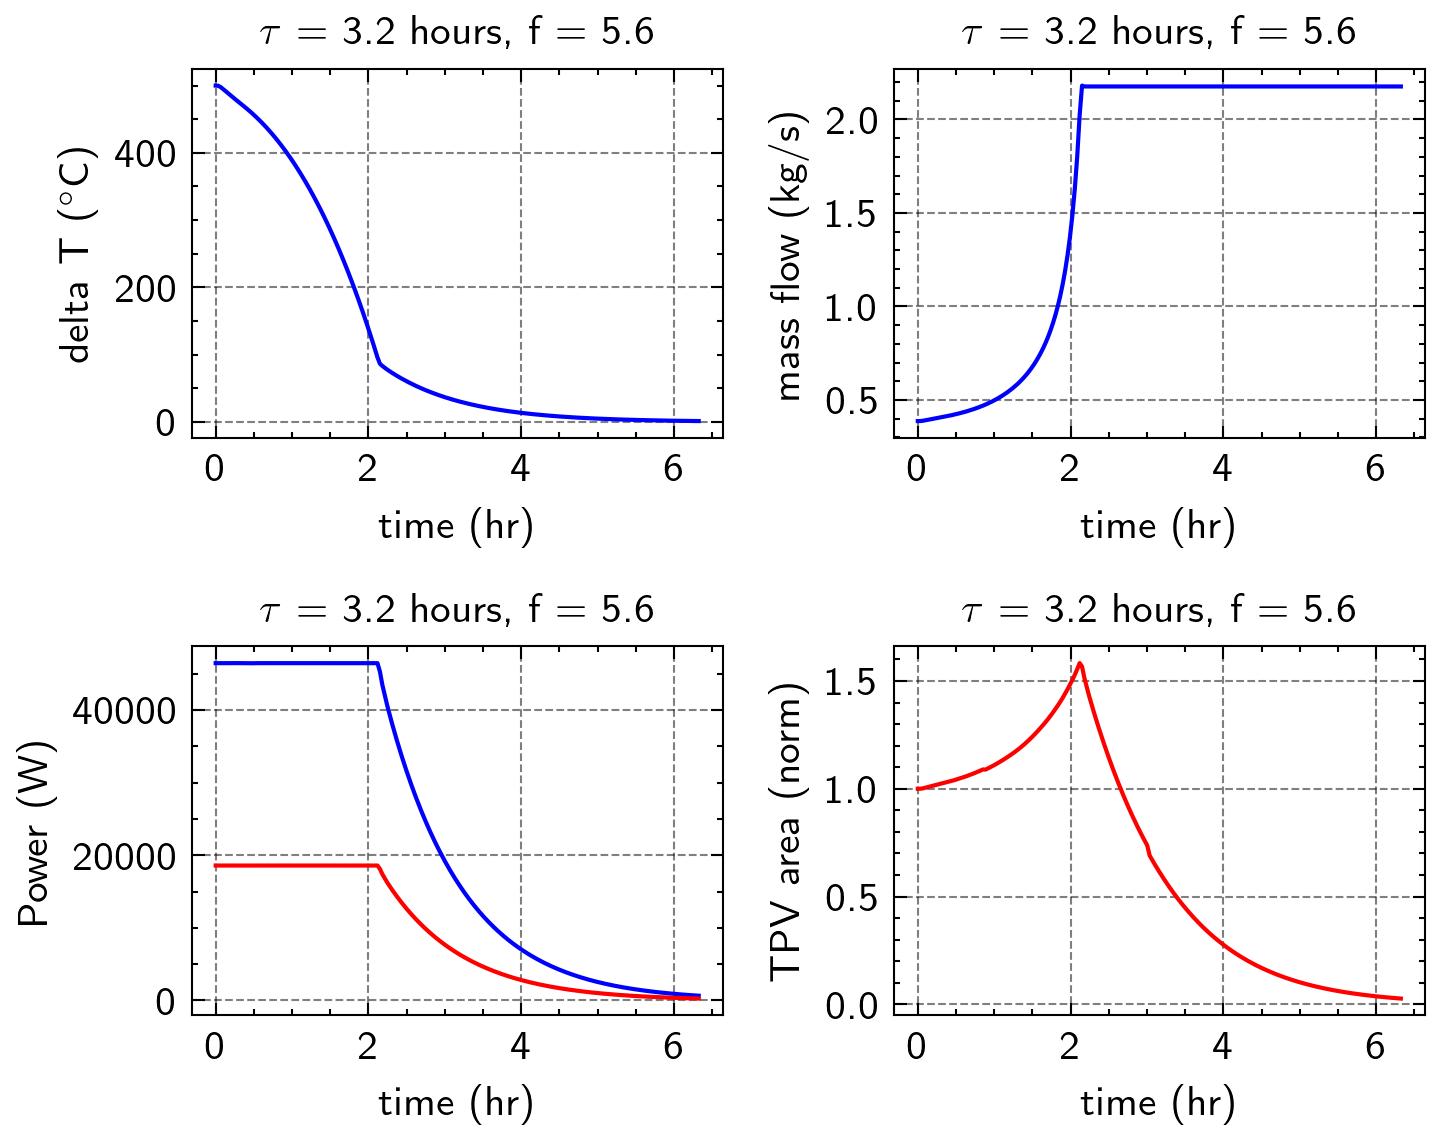 τ = 3.2 hours, f = 5.6
delta T (°C)
400
200
0
0 2 4 6
time (hr)
τ = 3.2 hours, f = 5.6
mass flow (kg/s)
2.0
1.5
1.0
0.5
0 2 4 6
time (hr)
τ = 3.2 hours, f = 5.6
Power (W)
40000
20000
0
0 2 4 6
time (hr)
τ = 3.2 hours, f = 5.6
TPV area (norm)
1.5
1.0
0.5
0.0
0 2 4 6
time (hr)